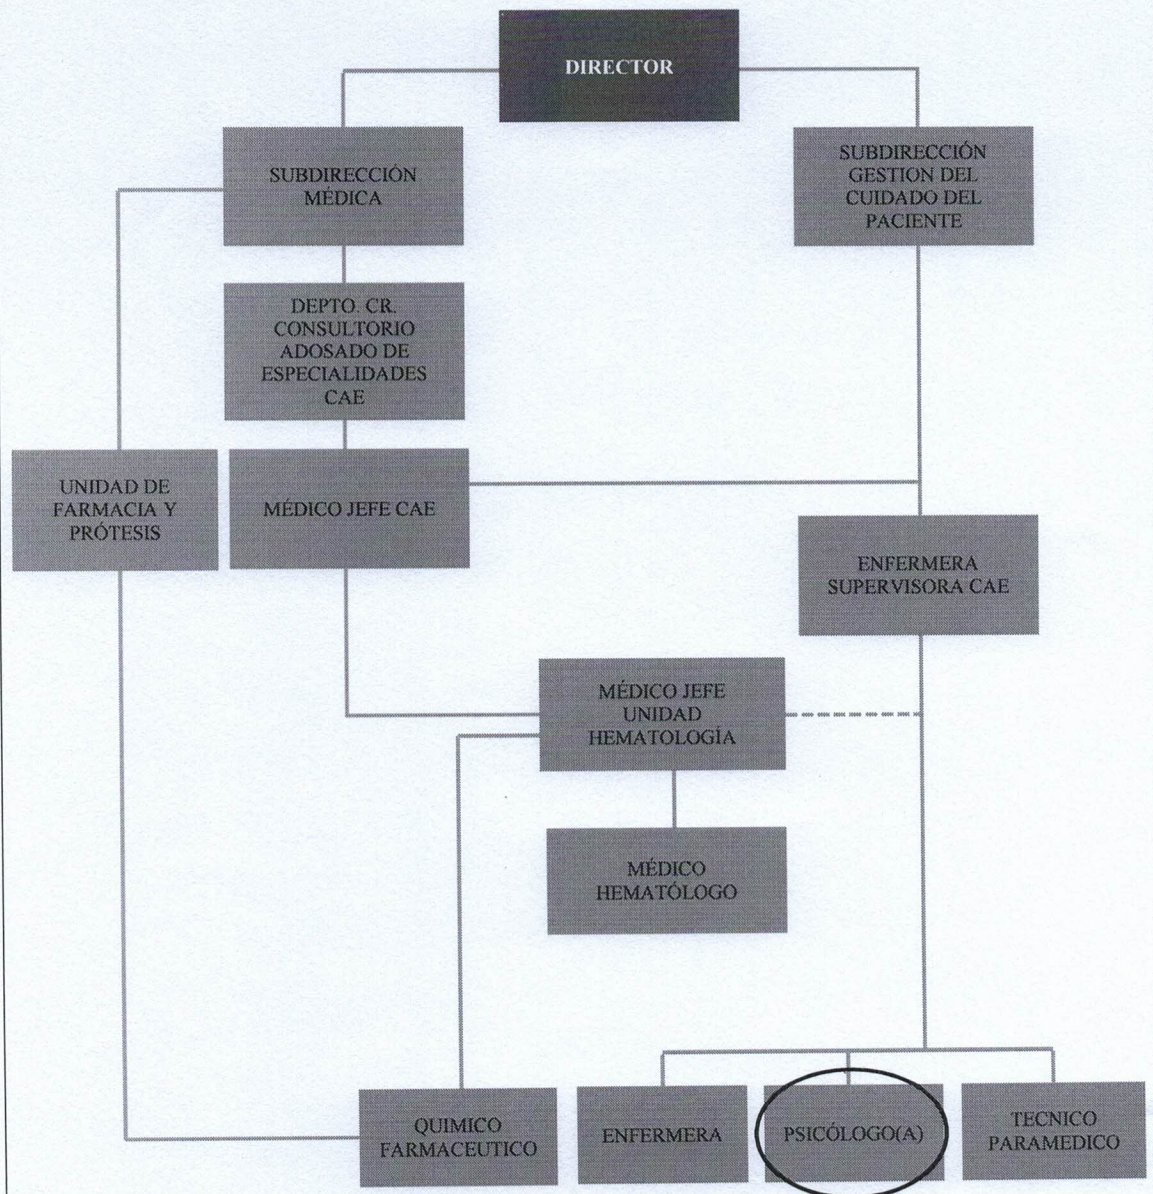 DIRECTOR
SUBDIRECCIÓN
MÉDICA
SUBDIRECCIÓN
GESTION DEL
CUIDADO DEL
PACIENTE
DEPTO. CR.
CONSULTORIO
ADOSADO DE
ESPECIALIDADES
CAE
UNIDAD DE
FARMACIA Y
PRÓTESIS
MÉDICO JEFE CAE
ENFERMERA
SUPERVISORA CAE
MÉDICO JEFE
UNIDAD
HEMATOLOGÍA
MÉDICO
HEMATÓLOGO
QUIMICO
FARMACEUTICO
ENFERMERA
PSICÓLOGO(A)
TECNICO
PARAMEDICO